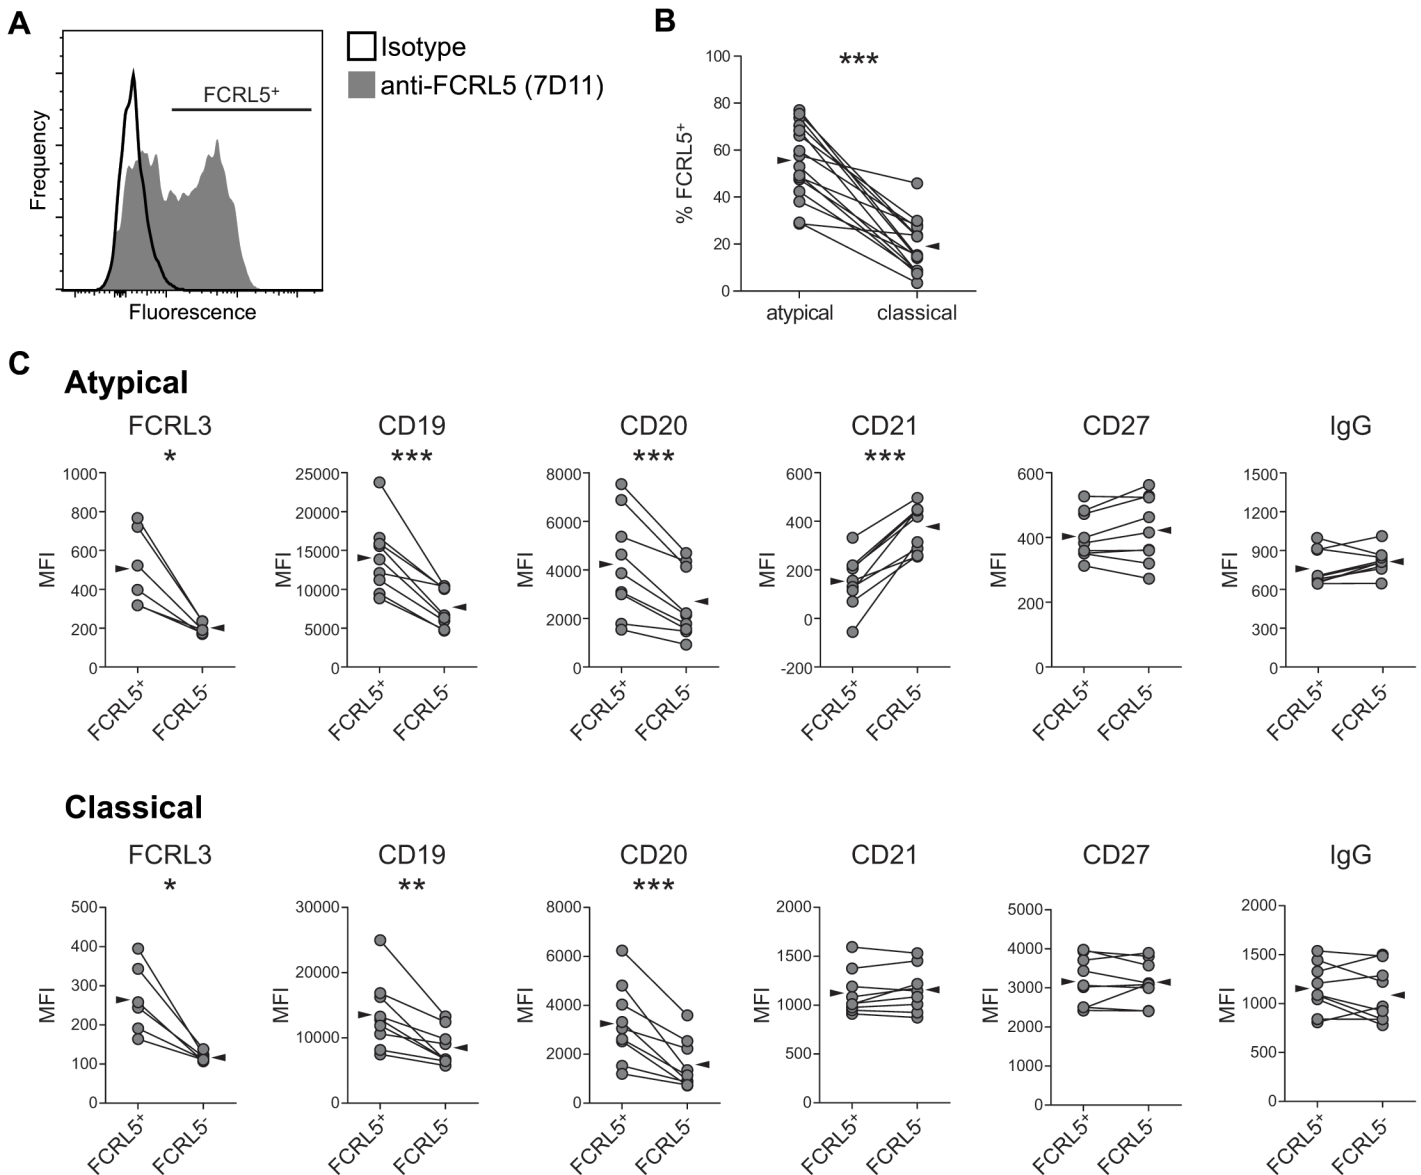 A
Isotype
anti-FCRL5 (7D11)
FCRL5⁺
Frequency
Fluorescence
B
***
100
80
60
40
20
0
% FCRL5⁺
atypical classical
C
Atypical
FCRL3 CD19 CD20 CD21 CD27 IgG
* *** *** ***
MFI
1000
800
600
400
200
0
FCRL5⁺ FCRL5⁻
MFI
25000
20000
15000
10000
5000
0
FCRL5⁺ FCRL5⁻
MFI
8000
6000
4000
2000
0
FCRL5⁺ FCRL5⁻
MFI
600
400
200
0
-200
FCRL5⁺ FCRL5⁻
MFI
600
400
200
0
FCRL5⁺ FCRL5⁻
MFI
1500
1200
900
600
300
0
FCRL5⁺ FCRL5⁻
Classical
FCRL3 CD19 CD20 CD21 CD27 IgG
* ** ***
MFI
500
400
300
200
100
0
FCRL5⁺ FCRL5⁻
MFI
30000
20000
10000
0
FCRL5⁺ FCRL5⁻
MFI
8000
6000
4000
2000
0
FCRL5⁺ FCRL5⁻
MFI
2000
1500
1000
500
0
FCRL5⁺ FCRL5⁻
MFI
5000
4000
3000
2000
1000
0
FCRL5⁺ FCRL5⁻
MFI
2000
1500
1000
500
0
FCRL5⁺ FCRL5⁻